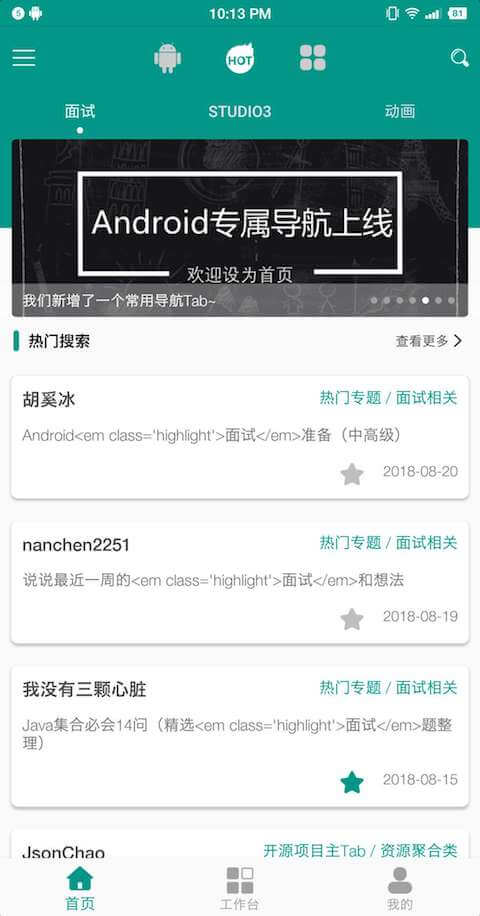 10:13 PM
81
HOT
面试
STUDIO3
动画
Android专属导航上线
欢迎设为首页
我们新增了一个常用导航Tab~
热门搜索
查看更多
胡奚冰
热门专题 / 面试相关
Android<em class='highlight'>面试</em>准备（中高级）
2018-08-20
nanchen2251
热门专题 / 面试相关
说说最近一周的<em class='highlight'>面试</em>和想法
2018-08-19
我没有三颗心脏
热门专题 / 面试相关
Java集合必会14问（精选<em class='highlight'>面试</em>题整
理）
2018-08-15
JsonChao
开源项目主Tab / 资源聚合类
首页
工作台
我的